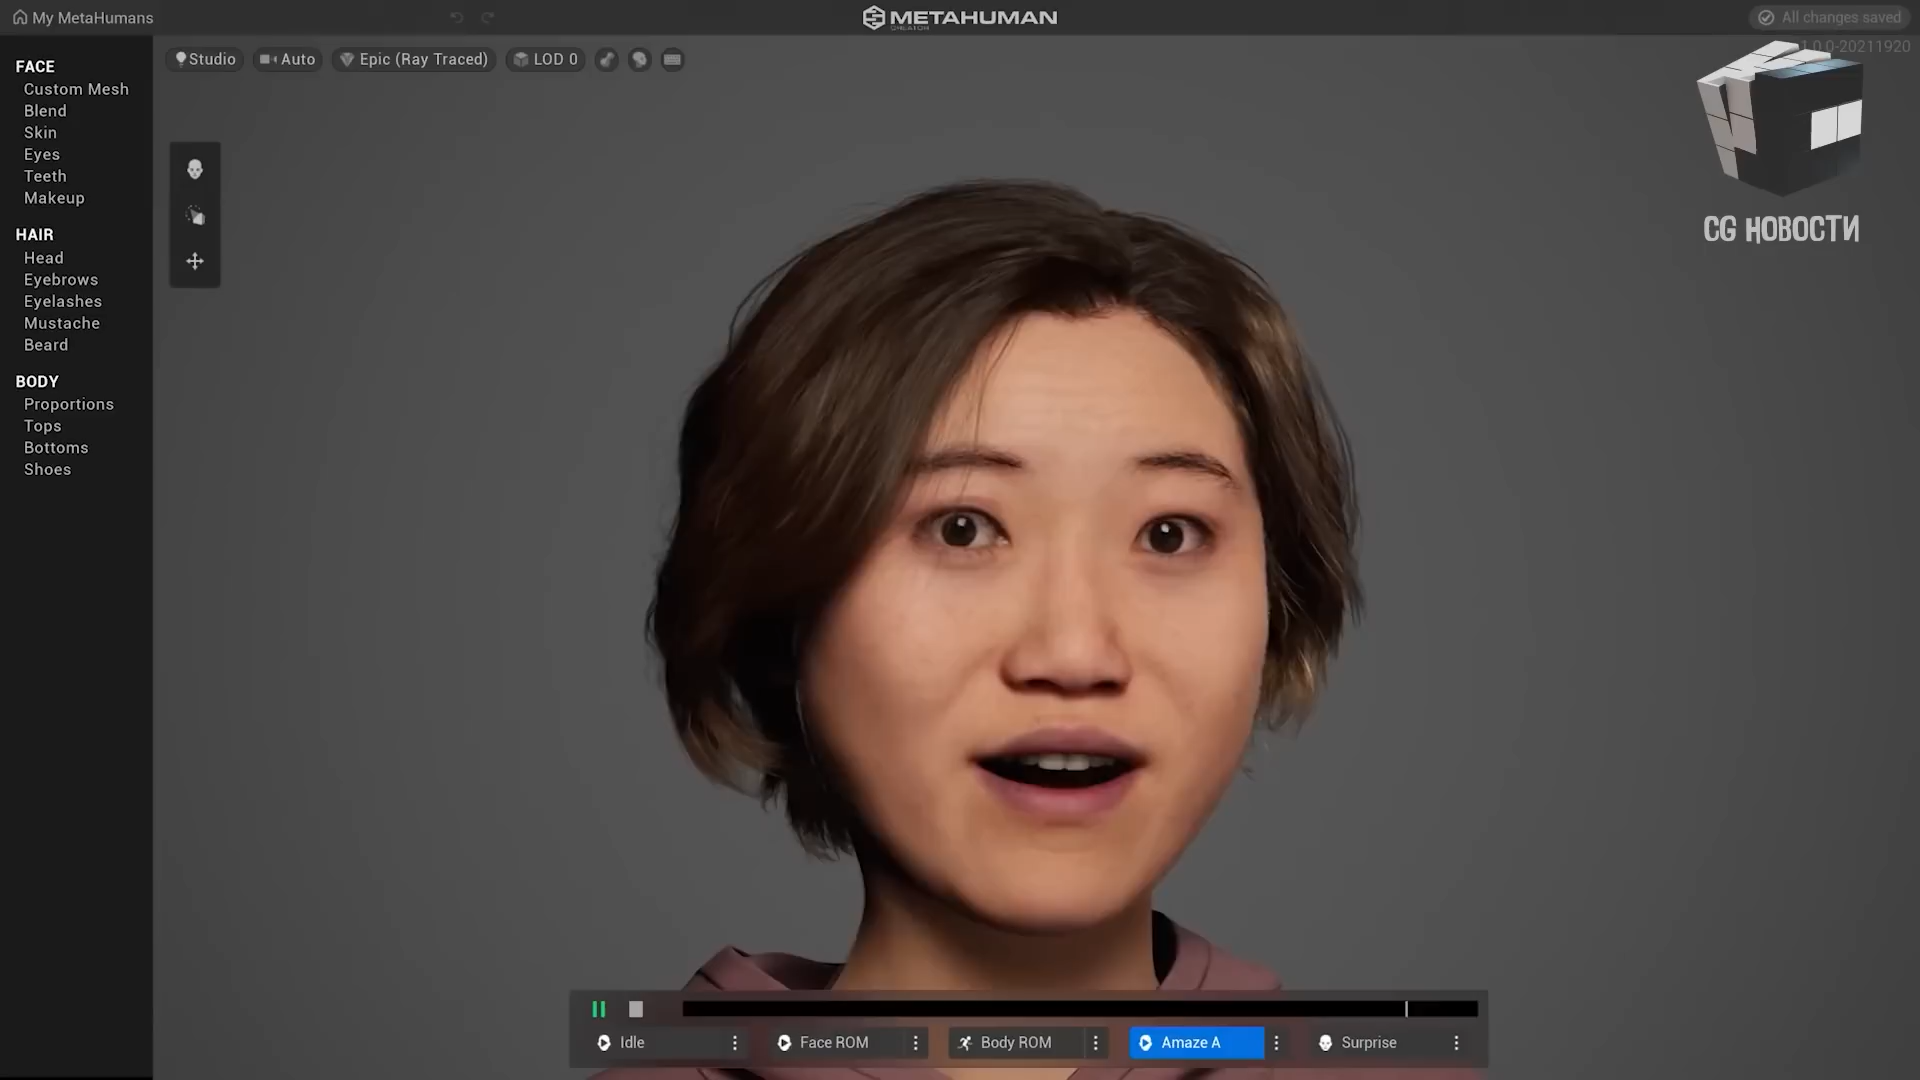 My MetaHumans
METAHUMAN
CREATOR
All changes saved
1.0.0-20211920
Studio
Auto
Epic (Ray Traced)
LOD 0
FACE
Custom Mesh
Blend
Skin
Eyes
Teeth
Makeup
HAIR
Head
Eyebrows
Eyelashes
Mustache
Beard
BODY
Proportions
Tops
Bottoms
Shoes
CG НОВОСТИ
Idle
Face ROM
Body ROM
Amaze A
Surprise